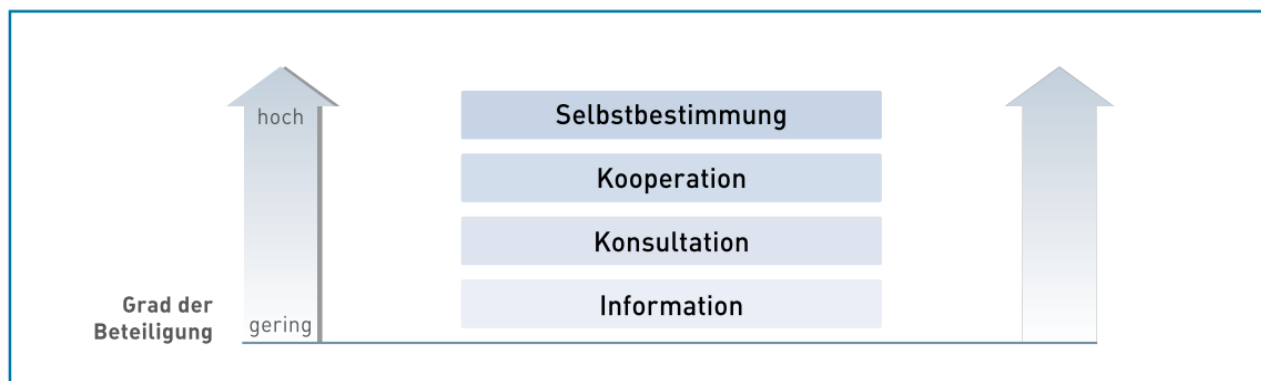 hoch
Selbstbestimmung
Kooperation
Konsultation
Information
Grad der
Beteiligung
gering